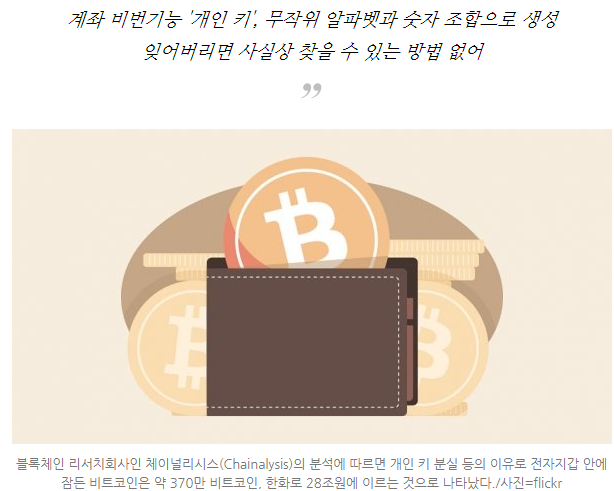 계좌 비번기능 '개인 키', 무작위 알파벳과 숫자 조합으로 생성
잊어버리면 사실상 찾을 수 있는 방법 없어
”
블록체인 리서치회사인 체이널리시스(Chainalysis)의 분석에 따르면 개인 키 분실 등의 이유로 전자지갑 안에
잠든 비트코인은 약 370만 비트코인, 한화로 28조원에 이르는 것으로 나타났다./사진=flickr